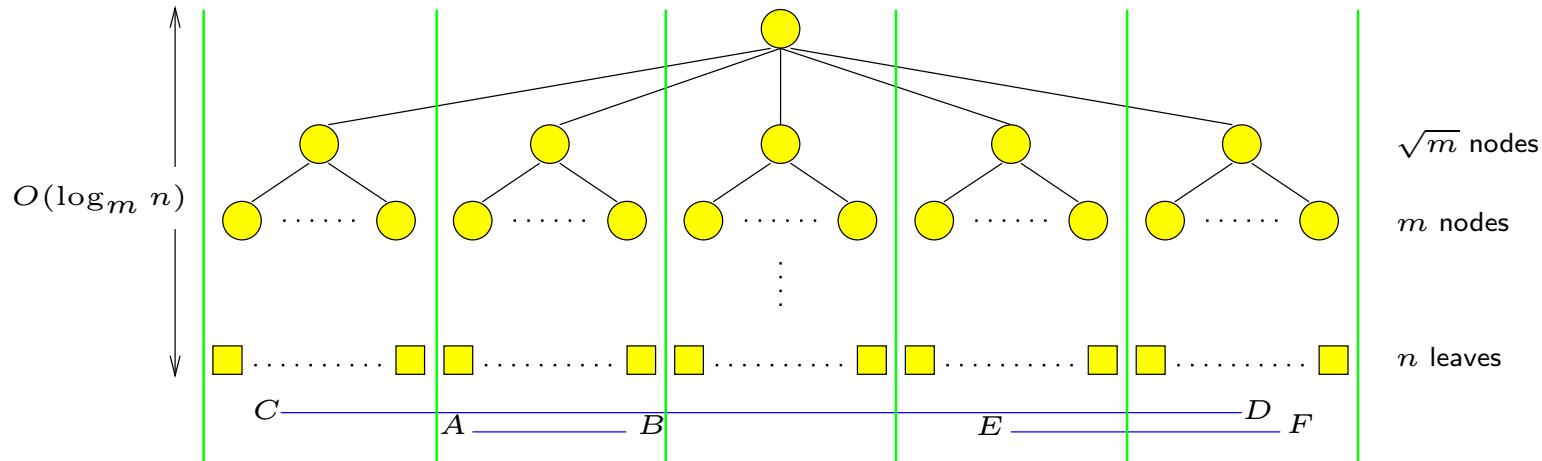 √m nodes
O(log_m n)
m nodes
n leaves
C D
A B E F